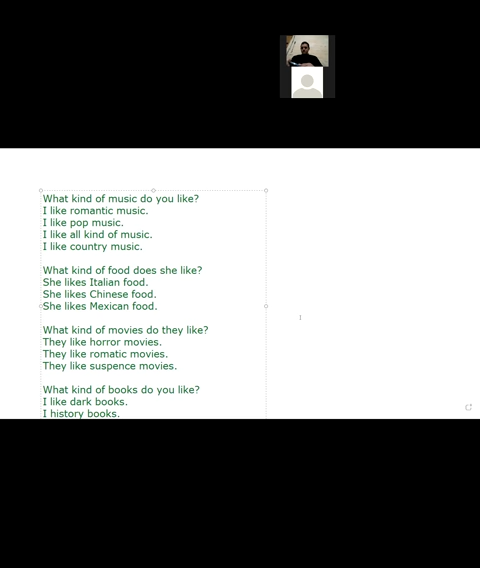 What kind of music do you like?
I like romantic music.
I like pop music.
I like all kind of music.
I like country music.
What kind of food does she like?
She likes Italian food.
She likes Chinese food.
She likes Mexican food.
What kind of movies do they like?
They like horror movies.
They like romatic movies.
They like suspence movies.
What kind of books do you like?
I like dark books.
I history books.